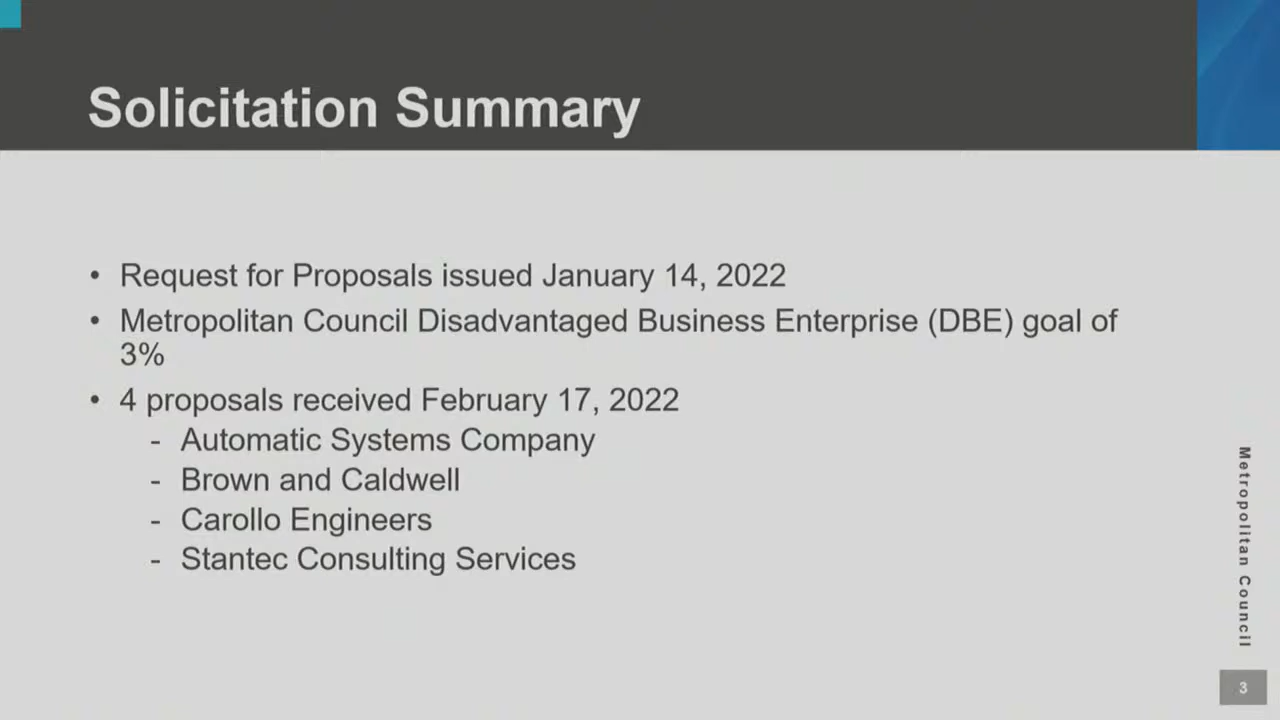 Solicitation Summary
• Request for Proposals issued January 14, 2022
• Metropolitan Council Disadvantaged Business Enterprise (DBE) goal of
3%
• 4 proposals received February 17, 2022
- Automatic Systems Company
- Brown and Caldwell
- Carollo Engineers
- Stantec Consulting Services
Metropolitan Council
3